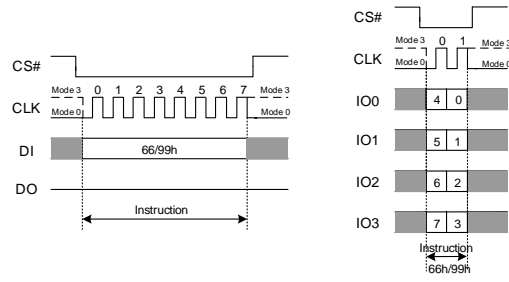 CS#
Mode 3 0 1 2 3 4 5 6 7 Mode 3
CLK
Mode 0 Mode 0
DI 66/99h
DO
Instruction
CS#
Mode 3 0 1 Mode 3
CLK
Mode 0 Mode 0
IO0 4 0
IO1 5 1
IO2 6 2
IO3 7 3
Instruction
66h/99h